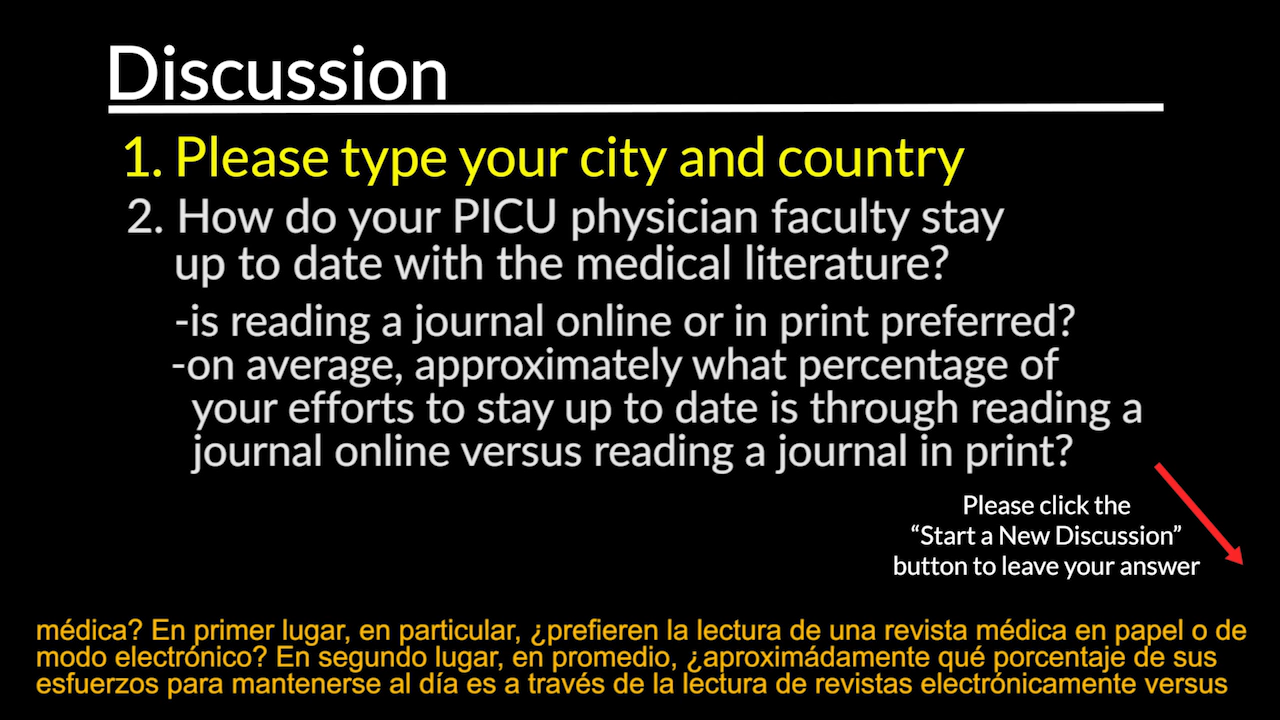 Discussion
1. Please type your city and country
2. How do your PICU physician faculty stay
up to date with the medical literature?
-is reading a journal online or in print preferred?
-on average, approximately what percentage of
your efforts to stay up to date is through reading a
journal online versus reading a journal in print?
Please click the
“Start a New Discussion”
button to leave your answer
médica? En primer lugar, en particular, ¿prefieren la lectura de una revista médica en papel o de
modo electrónico? En segundo lugar, en promedio, ¿aproximádamente qué porcentaje de sus
esfuerzos para mantenerse al día es a través de la lectura de revistas electrónicamente versus